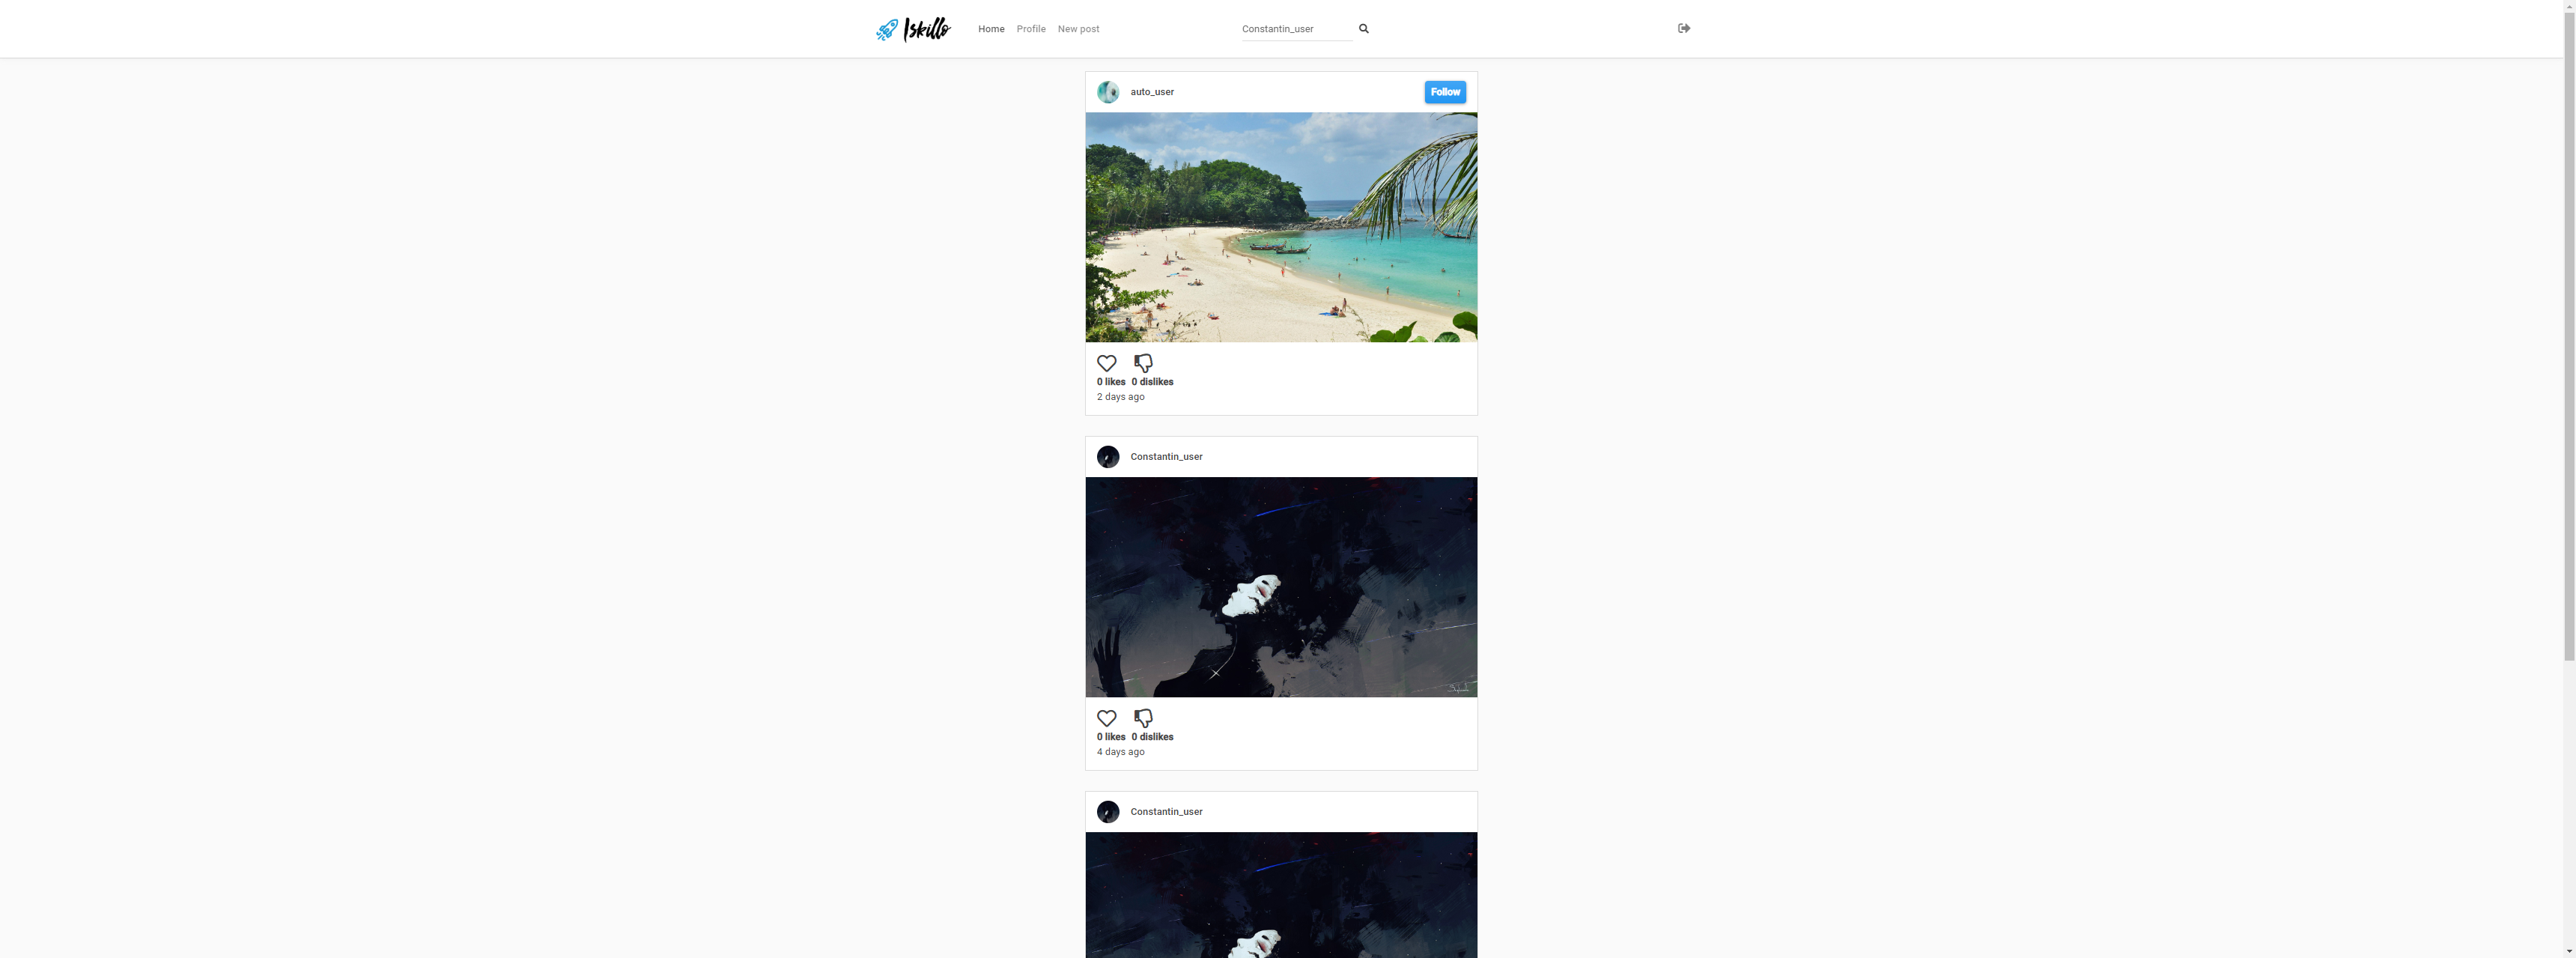 Iskillo
Home Profile New post
Constantin_user
auto_user
Follow
0 likes 0 dislikes
2 days ago
Constantin_user
0 likes 0 dislikes
4 days ago
Constantin_user